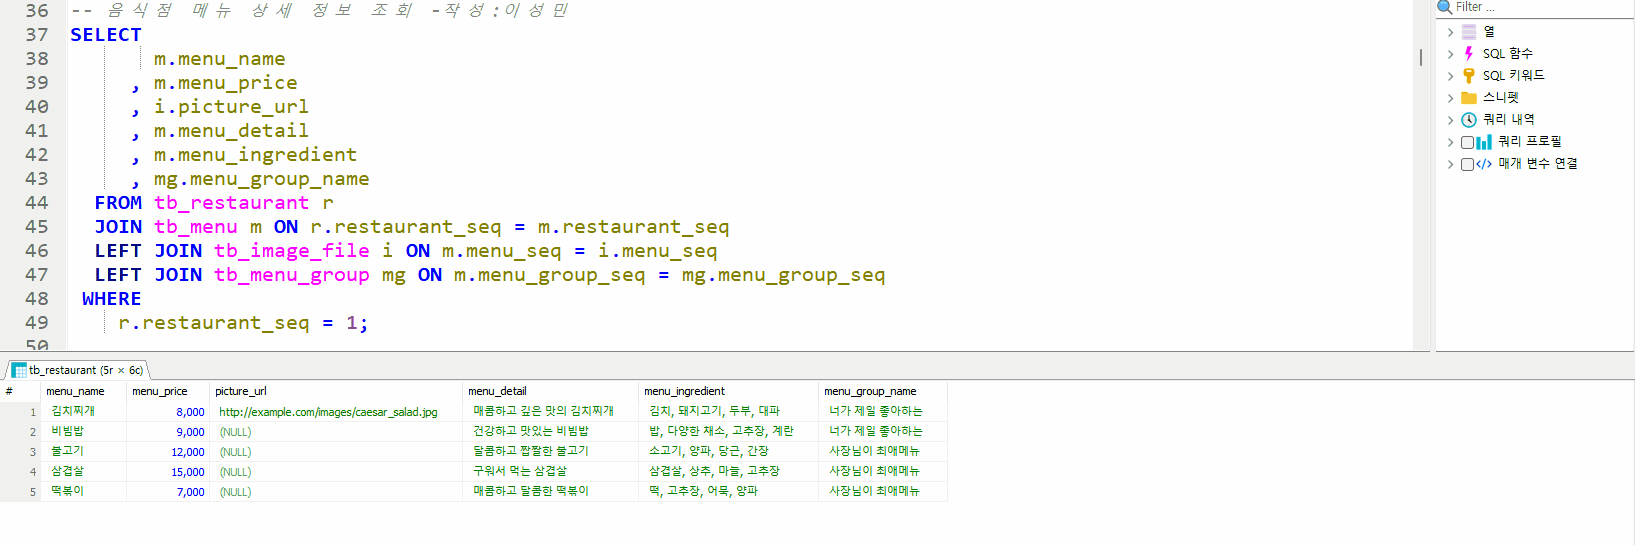 36 -- 음식점 메뉴 상세 정보 조회 -작성:이성민
37 SELECT
38 m.menu_name
39 , m.menu_price
40 , i.picture_url
41 , m.menu_detail
42 , m.menu_ingredient
43 , mg.menu_group_name
44 FROM tb_restaurant r
45 JOIN tb_menu m ON r.restaurant_seq = m.restaurant_seq
46 LEFT JOIN tb_image_file i ON m.menu_seq = i.menu_seq
47 LEFT JOIN tb_menu_group mg ON m.menu_group_seq = mg.menu_group_seq
48 WHERE
49 r.restaurant_seq = 1;
50
Filter ...
열
SQL 함수
SQL 키워드
스니펫
쿼리 내역
쿼리 프로필
매개 변수 연결
tb_restaurant (5r × 6c)
# menu_name menu_price picture_url menu_detail menu_ingredient menu_group_name
1 김치찌개 8,000 http://example.com/images/caesar_salad.jpg 매콤하고 깊은 맛의 김치찌개 김치, 돼지고기, 두부, 대파 너가 제일 좋아하는
2 비빔밥 9,000 (NULL) 건강하고 맛있는 비빔밥 밥, 다양한 채소, 고추장, 계란 너가 제일 좋아하는
3 불고기 12,000 (NULL) 달콤하고 짭짤한 불고기 소고기, 양파, 당근, 간장 사장님이 최애메뉴
4 삼겹살 15,000 (NULL) 구워서 먹는 삼겹살 삼겹살, 상추, 마늘, 고추장 사장님이 최애메뉴
5 떡볶이 7,000 (NULL) 매콤하고 달콤한 떡볶이 떡, 고추장, 어묵, 양파 사장님이 최애메뉴